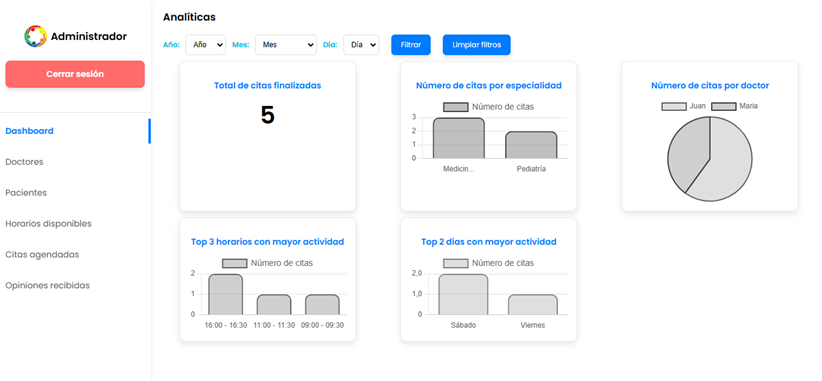 Administrador
Cerrar sesión
Dashboard
Doctores
Pacientes
Horarios disponibles
Citas agendadas
Opiniones recibidas
Analíticas
Año: Año Mes: Mes Día: Día Filtrar Limpiar filtros
Total de citas finalizadas
5
Número de citas por especialidad
Número de citas
3
2
1
0
Medicin... Pediatría
Número de citas por doctor
Juan Maria
Top 3 horarios con mayor actividad
Número de citas
2
1
0
16:00 - 16:30 11:00 - 11:30 09:00 - 09:30
Top 2 días con mayor actividad
Número de citas
2,0
1,0
0
Sábado Viernes